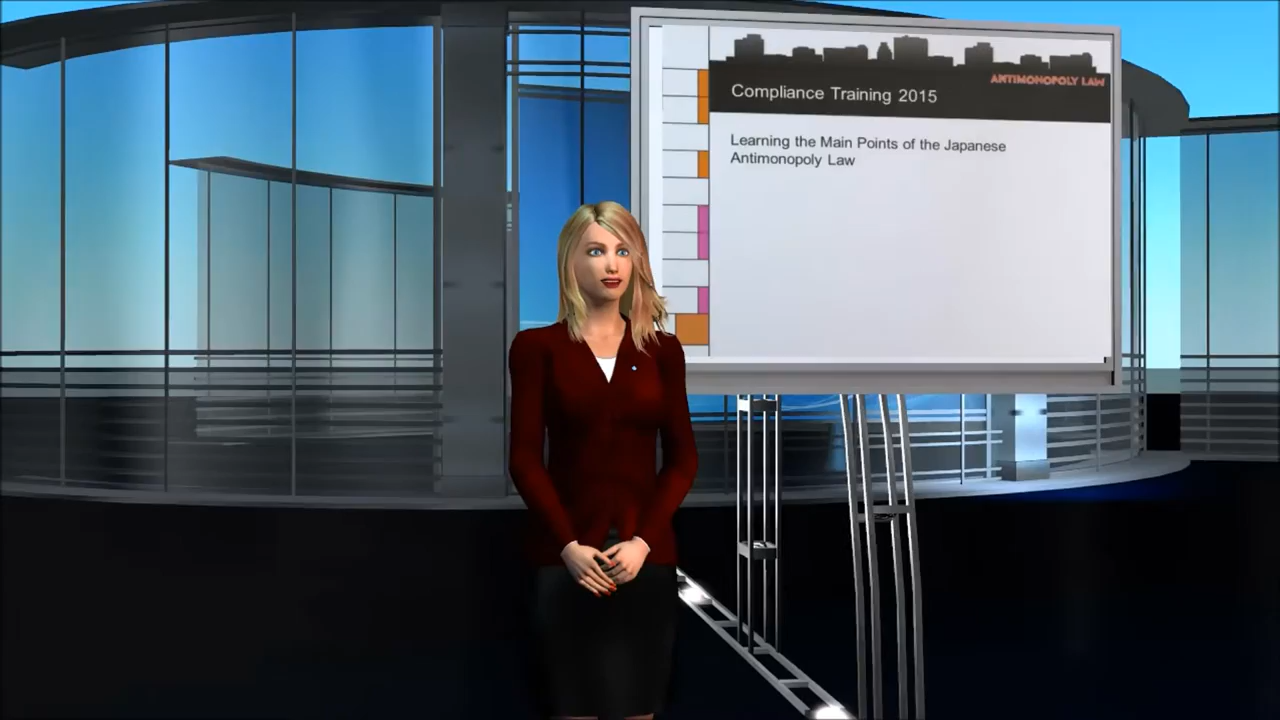 ANTIMONOPOLY LAW
Compliance Training 2015
Learning the Main Points of the Japanese
Antimonopoly Law